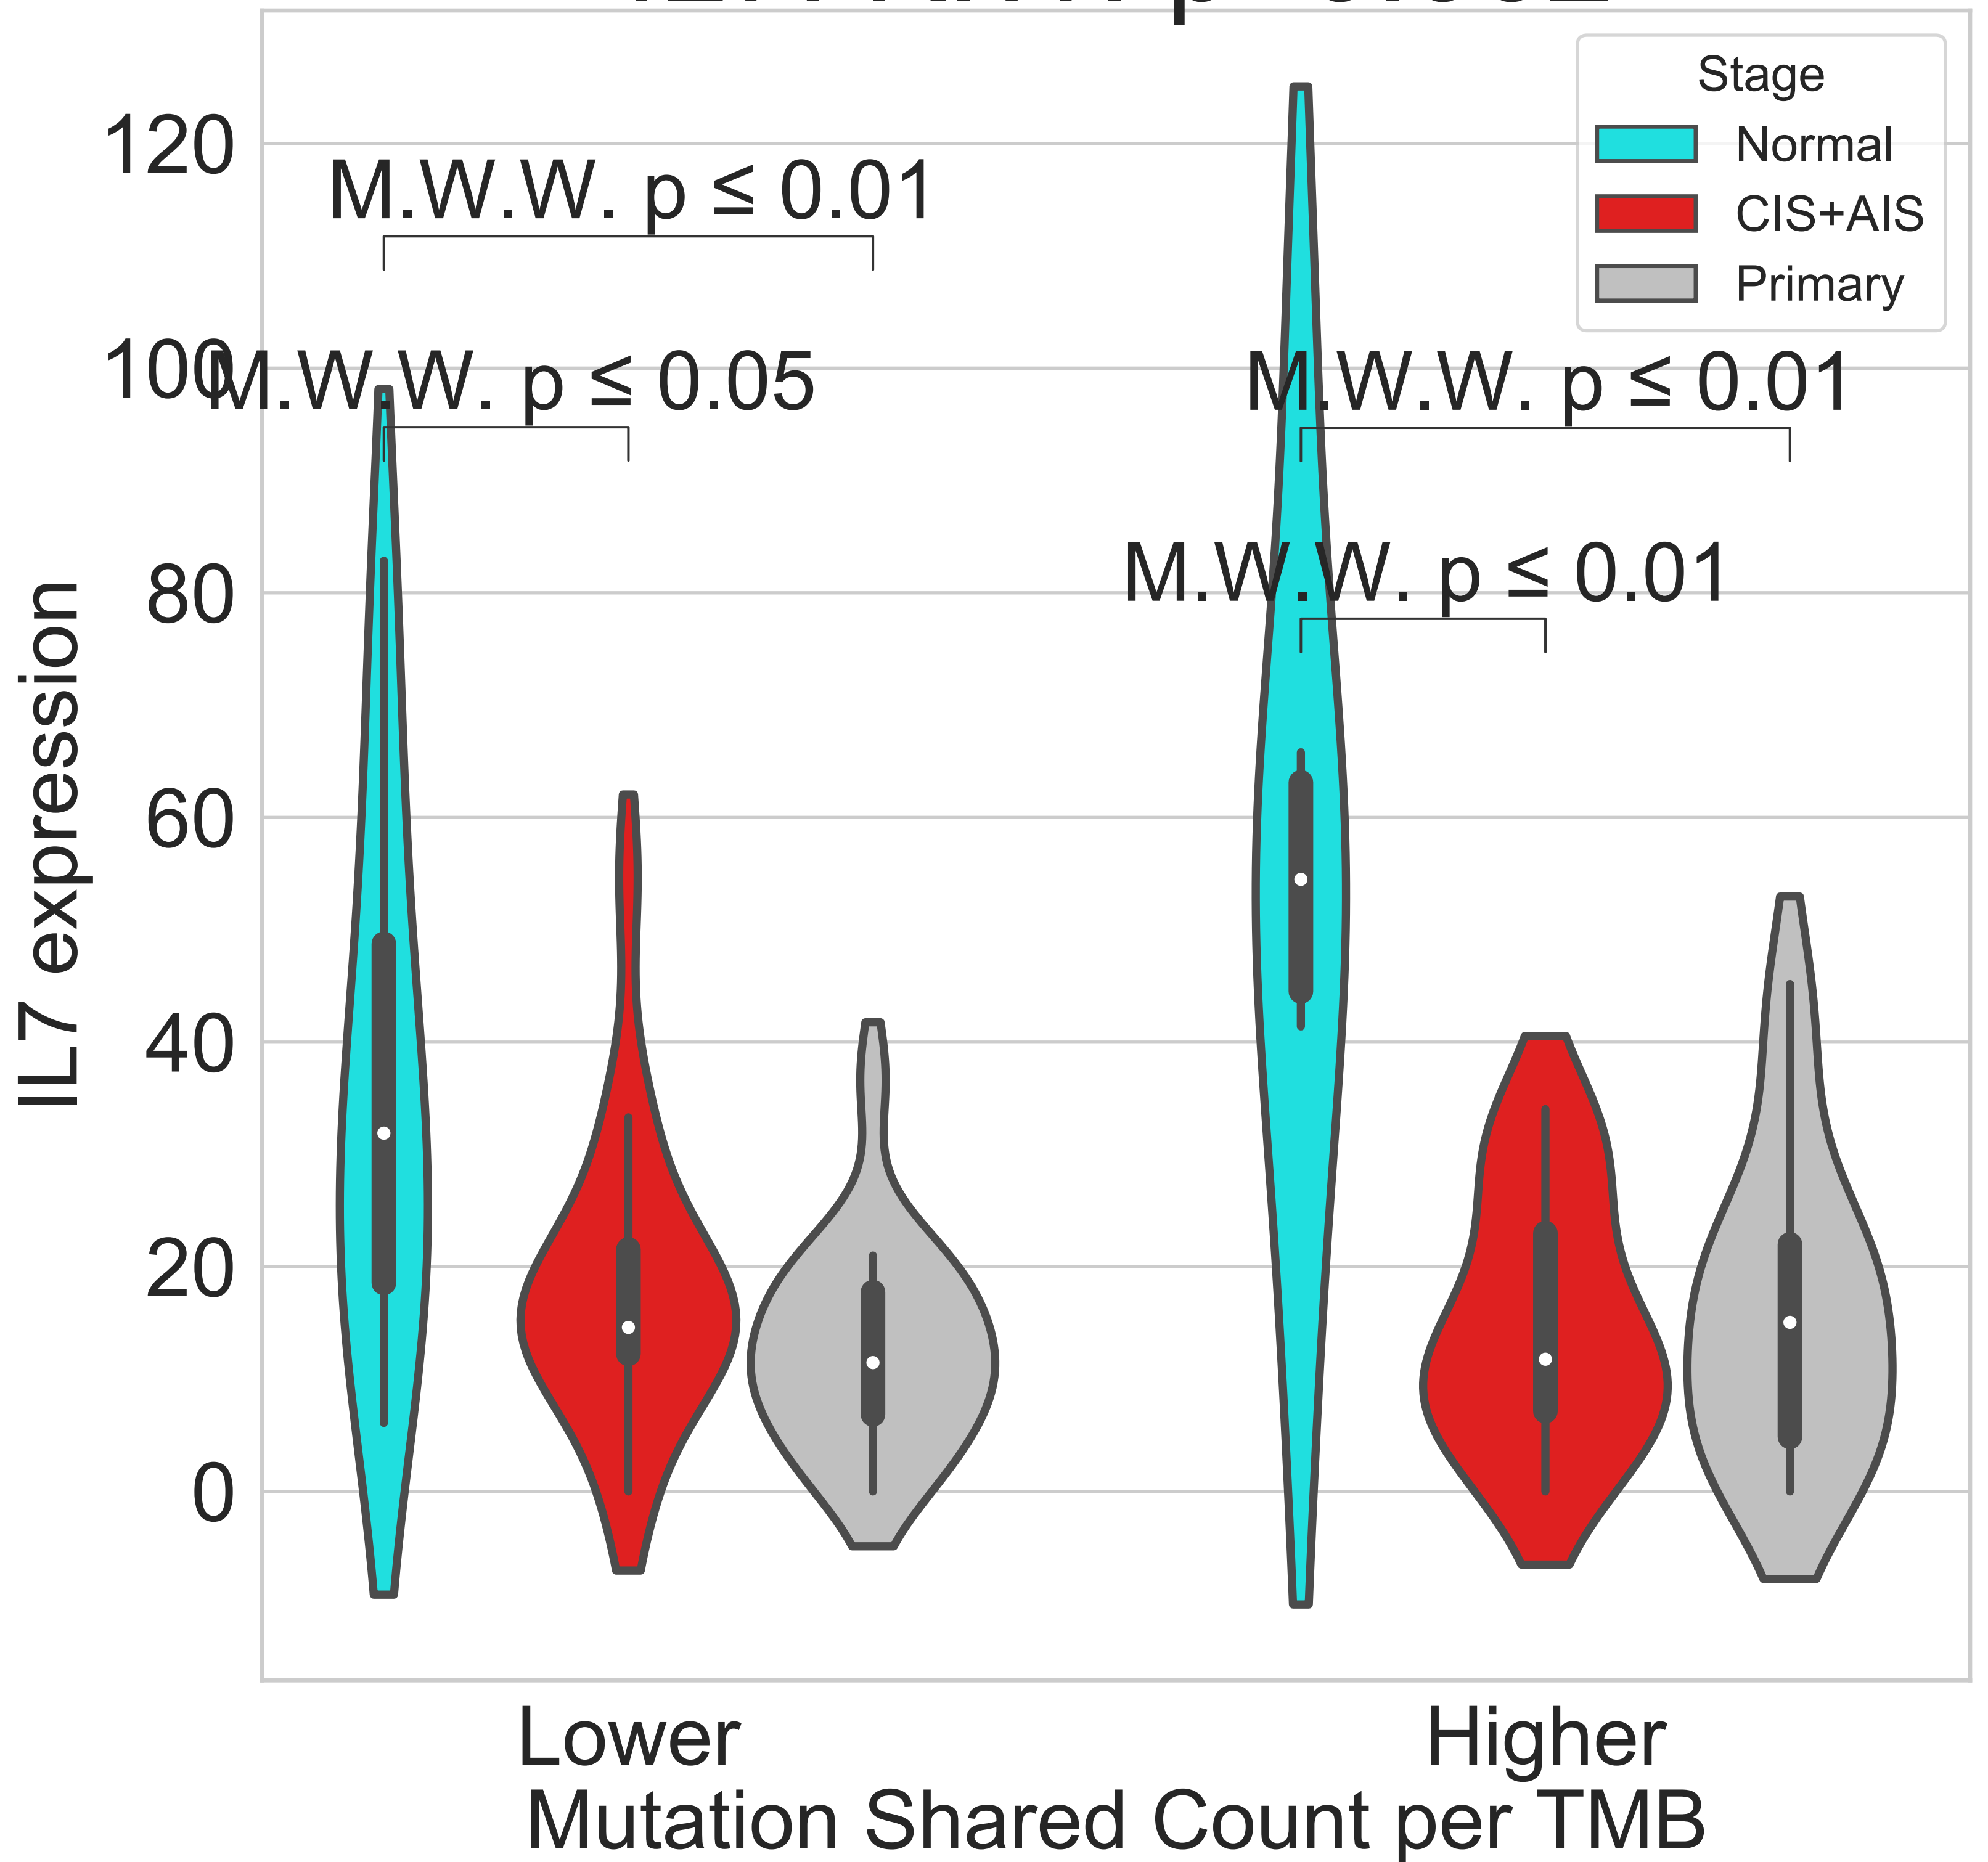 Stage
Normal
CIS+AIS
Primary
120
100
80
60
40
20
0
IL7 expression
M.W.W. p ≤ 0.01
M.W.W. p ≤ 0.05
M.W.W. p ≤ 0.01
M.W.W. p ≤ 0.01
Lower
Higher
Mutation Shared Count per TMB